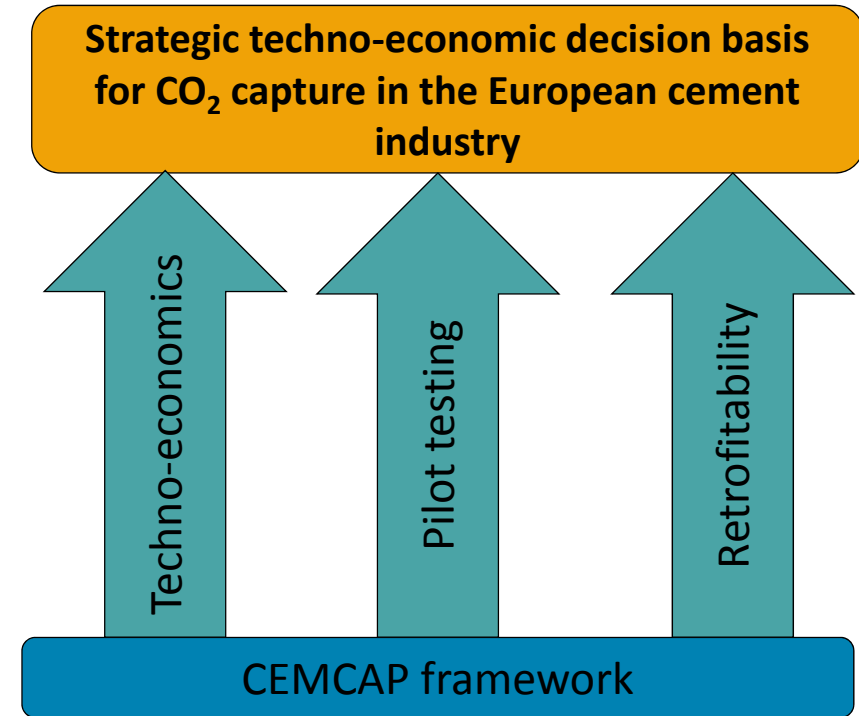 Strategic techno-economic decision basis
for CO₂ capture in the European cement
industry
Techno-economics
Pilot testing
Retrofitability
CEMCAP framework